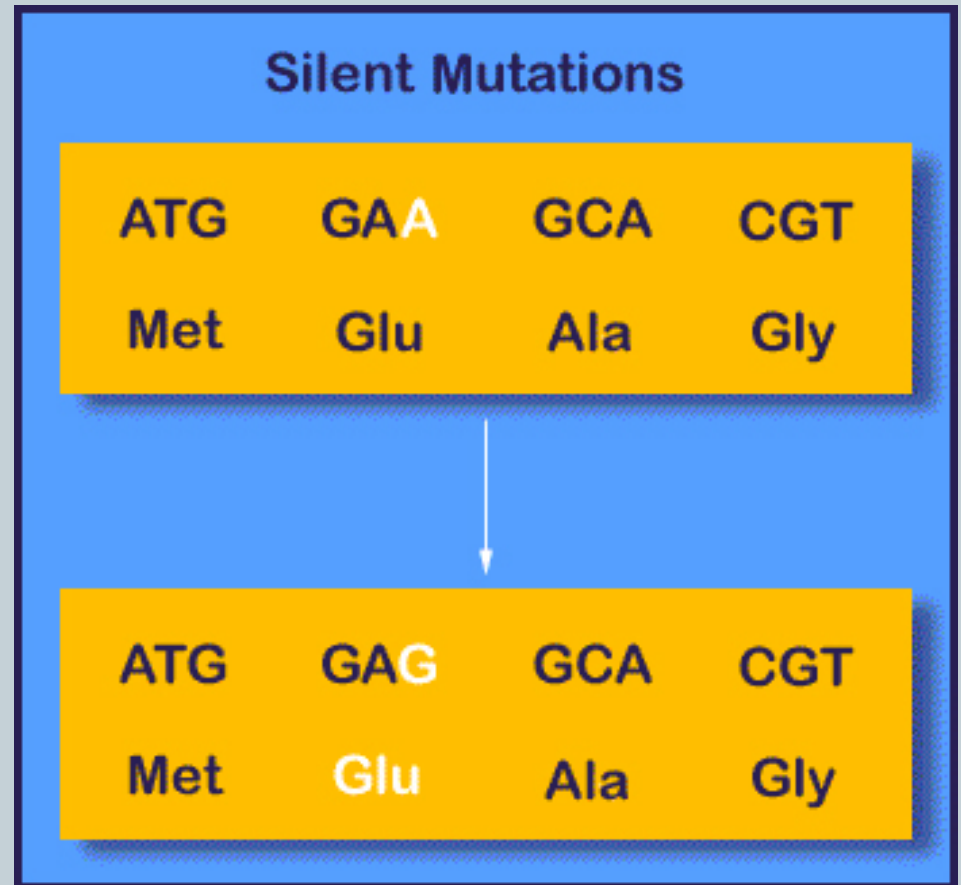 Silent Mutations
ATG GAA GCA CGT
Met Glu Ala Gly
ATG GAG GCA CGT
Met Glu Ala Gly